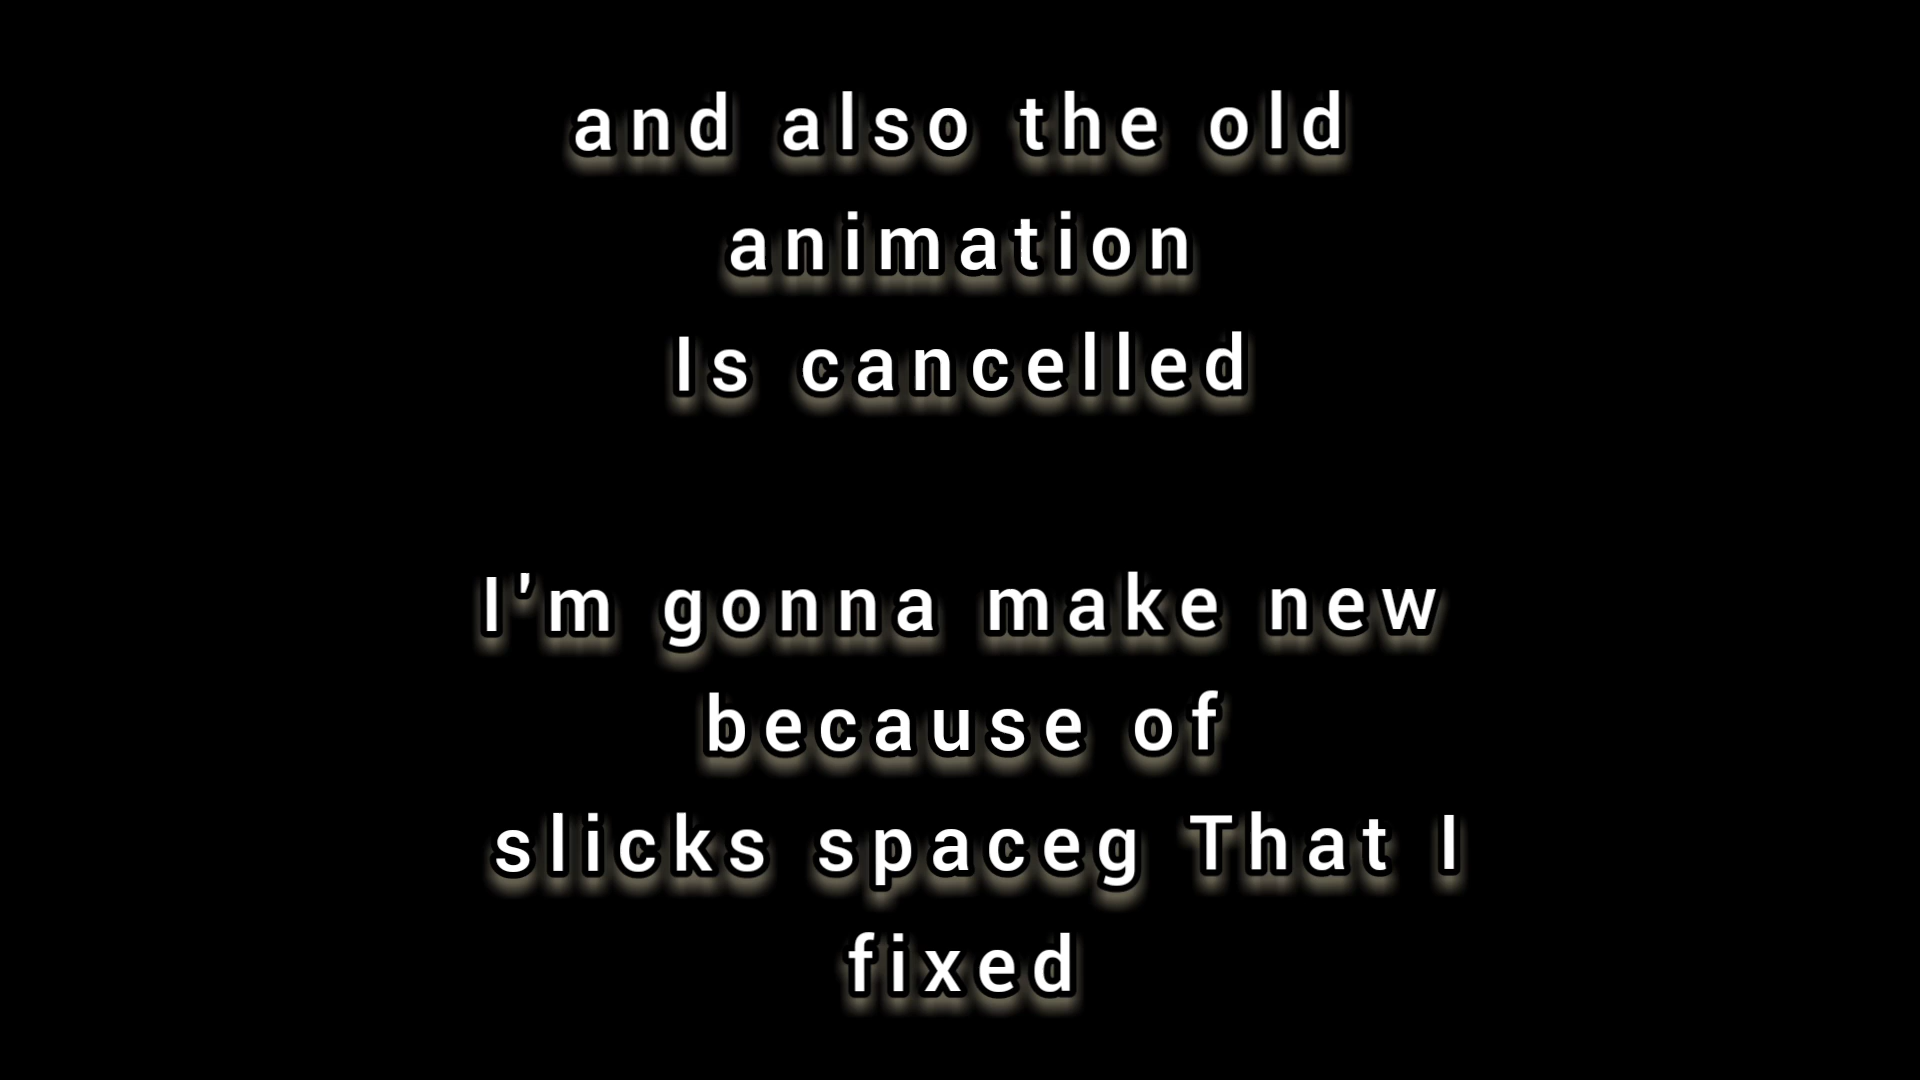 and also the old
animation
Is cancelled
I'm gonna make new
because of
slicks spaceg That I
fixed